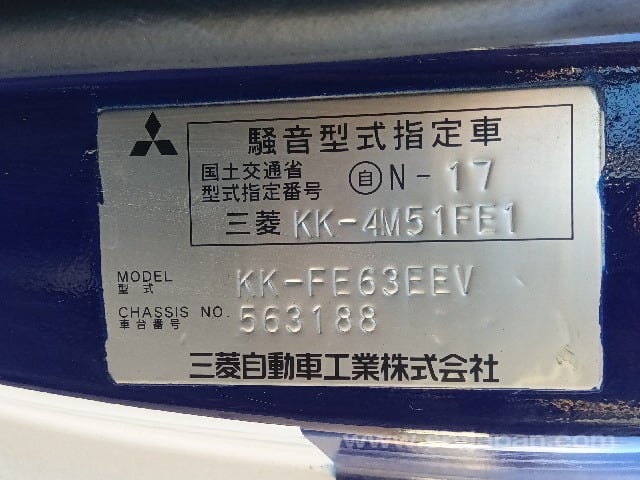 騒音型式指定車
国土交通省
型式指定番号 自 N-17
三菱 KK-4M51FE1
MODEL
型式 KK-FE63EEV
CHASSIS NO.
車台番号 563188
三菱自動車工業株式会社